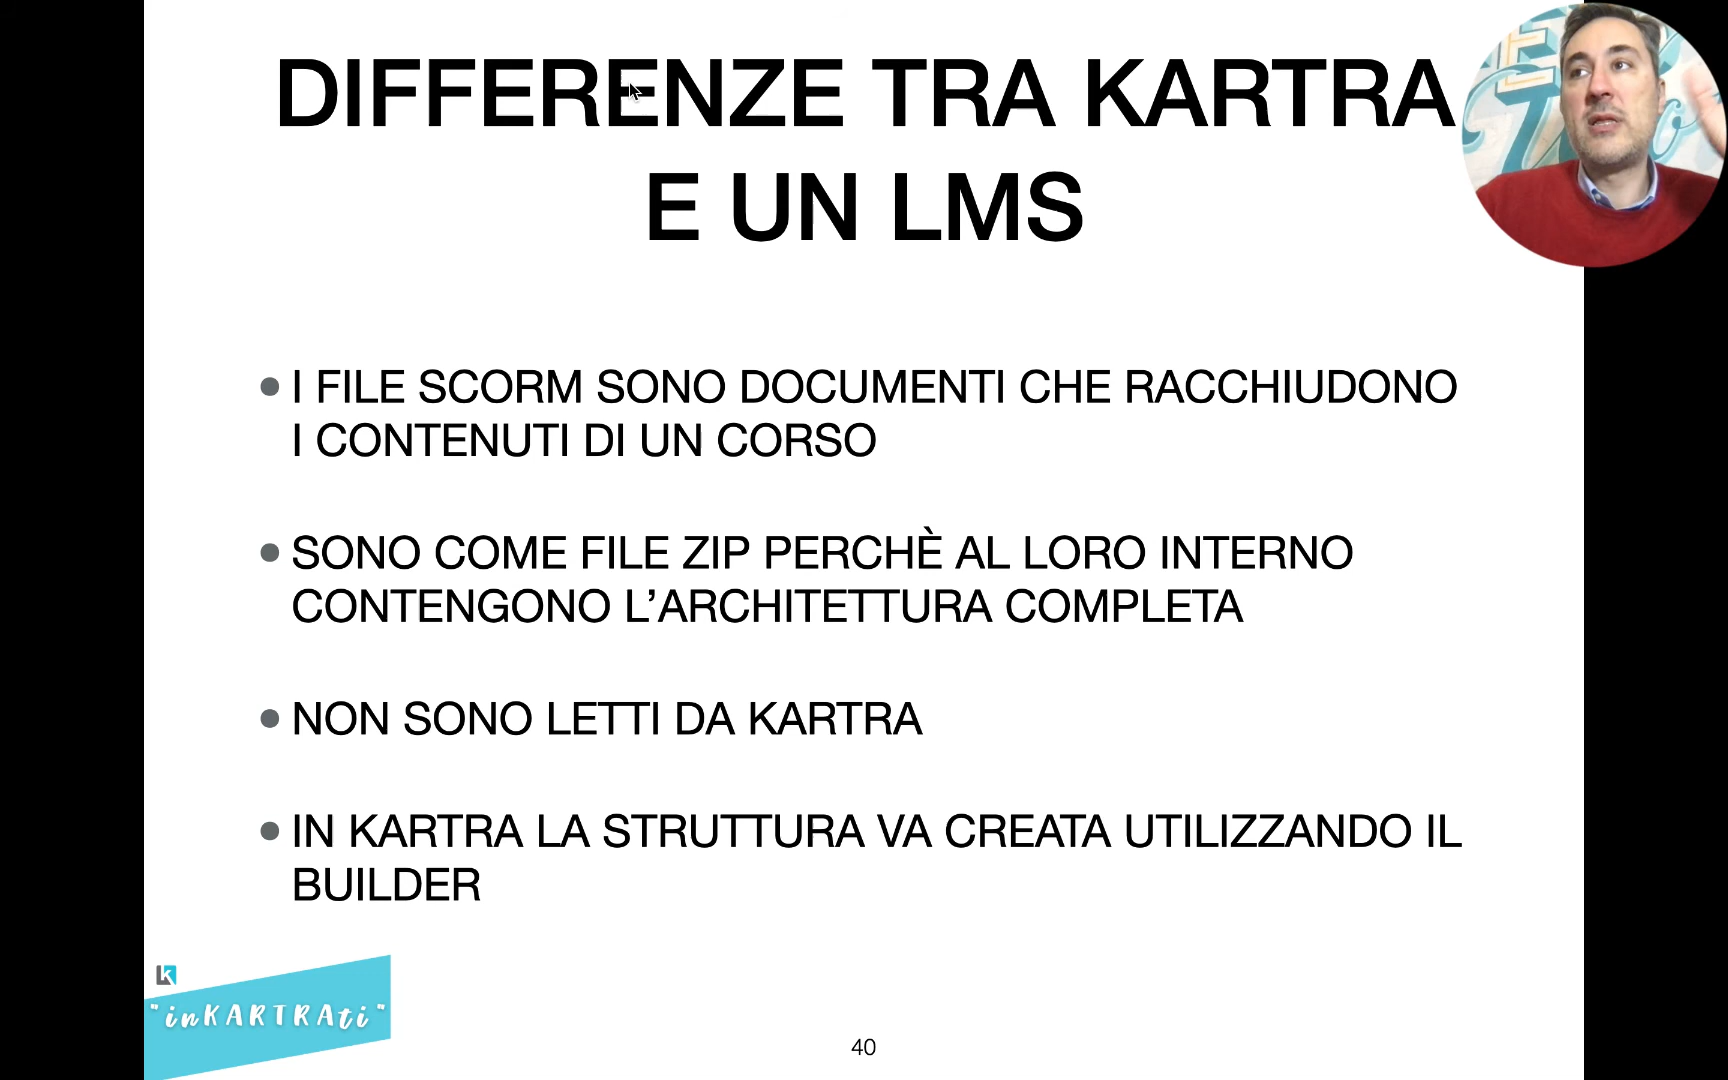 DIFFERENZE TRA KARTRA
E UN LMS
• I FILE SCORM SONO DOCUMENTI CHE RACCHIUDONO
I CONTENUTI DI UN CORSO
• SONO COME FILE ZIP PERCHÈ AL LORO INTERNO
CONTENGONO L’ARCHITETTURA COMPLETA
• NON SONO LETTI DA KARTRA
• IN KARTRA LA STRUTTURA VA CREATA UTILIZZANDO IL
BUILDER
"inKARTRAti"
40